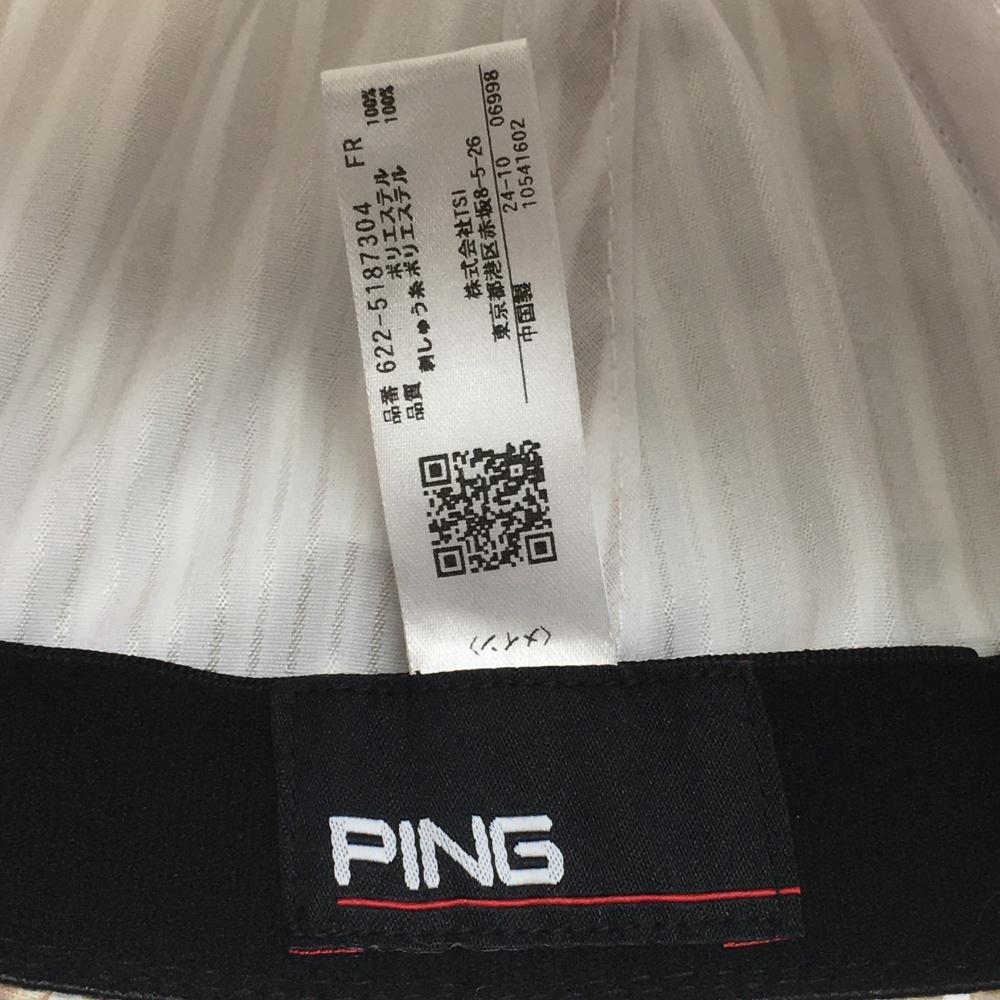 品番 622-5187304 FR
品質 ポリエステル 100%
刺しゅう糸 ポリエステル 100%
株式会社TSI
東京都港区赤坂8-5-26
24-10 06998
中国製 10541602
〈メイン〉
PING